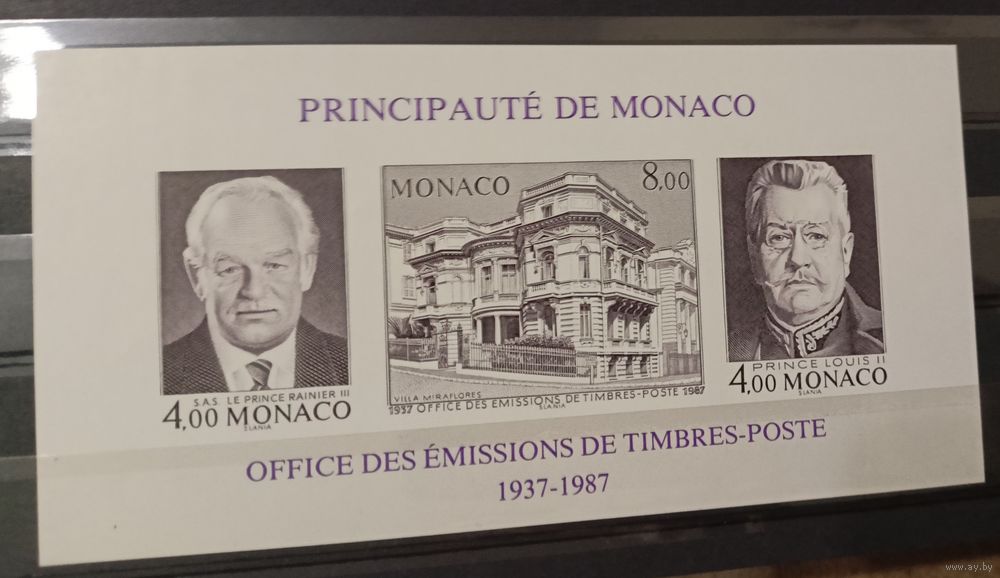 PRINCIPAUTÉ DE MONACO
S.A.S. LE PRINCE RAINIER III
4,00 MONACO
SLANIA
MONACO 8,00
VILLA MIRAFLORES
1937 OFFICE DES EMISSIONS DE TIMBRES-POSTE 1987
SLANIA
PRINCE LOUIS II
4,00 MONACO
SLANIA
OFFICE DES ÉMISSIONS DE TIMBRES-POSTE
1937-1987
www.ay.by